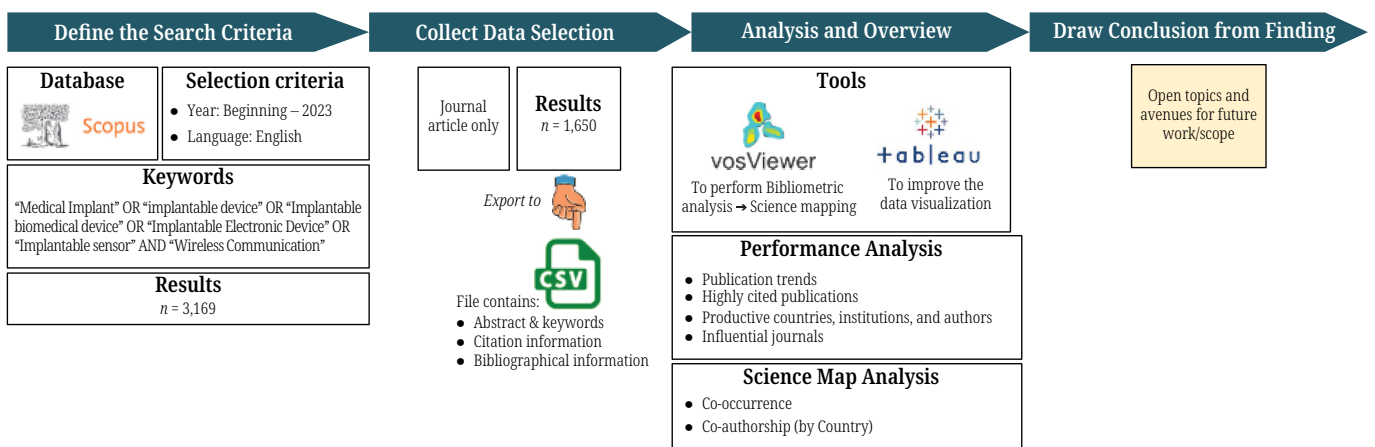 Define the Search Criteria
Collect Data Selection
Analysis and Overview
Draw Conclusion from Finding
Database
Scopus
Selection criteria
● Year: Beginning – 2023
● Language: English
Keywords
“Medical Implant” OR “implantable device” OR “Implantable
biomedical device” OR “Implantable Electronic Device” OR
“Implantable sensor” AND “Wireless Communication”
Results
n = 3,169
Journal
article only
Results
n = 1,650
Export to
CSV
File contains:
● Abstract & keywords
● Citation information
● Bibliographical information
Tools
vosViewer
To perform Bibliometric
analysis ➔ Science mapping
+ableau
To improve the
data visualization
Performance Analysis
● Publication trends
● Highly cited publications
● Productive countries, institutions, and authors
● Influential journals
Science Map Analysis
● Co-occurrence
● Co-authorship (by Country)
Open topics and
avenues for future
work/scope